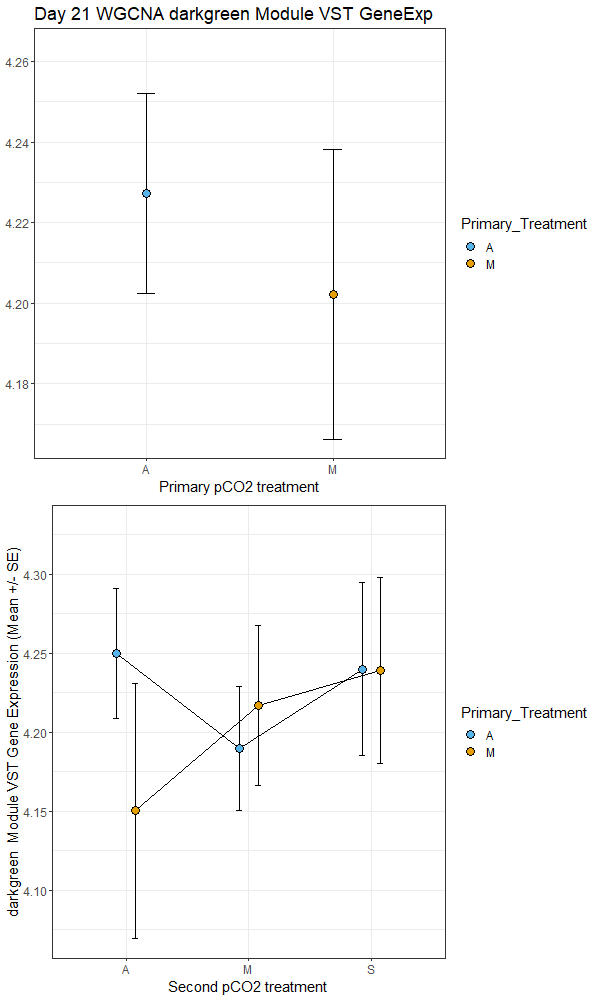 Day 21 WGCNA darkgreen Module VST GeneExp
4.26
4.24
4.22
4.20
4.18
A
M
Primary pCO2 treatment
Primary_Treatment
A
M
darkgreen Module VST Gene Expression (Mean +/- SE)
4.30
4.25
4.20
4.15
4.10
A
M
S
Second pCO2 treatment
Primary_Treatment
A
M